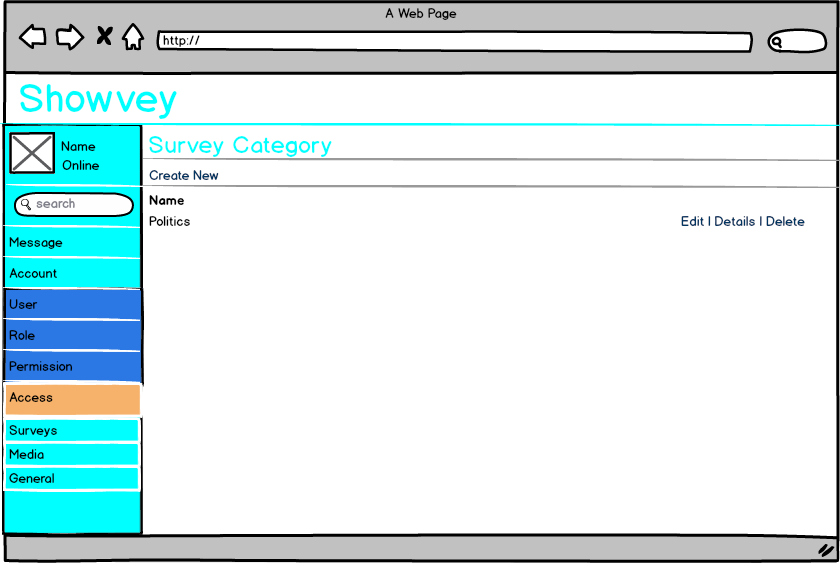 A Web Page
http://
Showvey
Name
Online
search
Message
Account
User
Role
Permission
Access
Surveys
Media
General
Survey Category
Create New
Name
Politics
Edit | Details | Delete